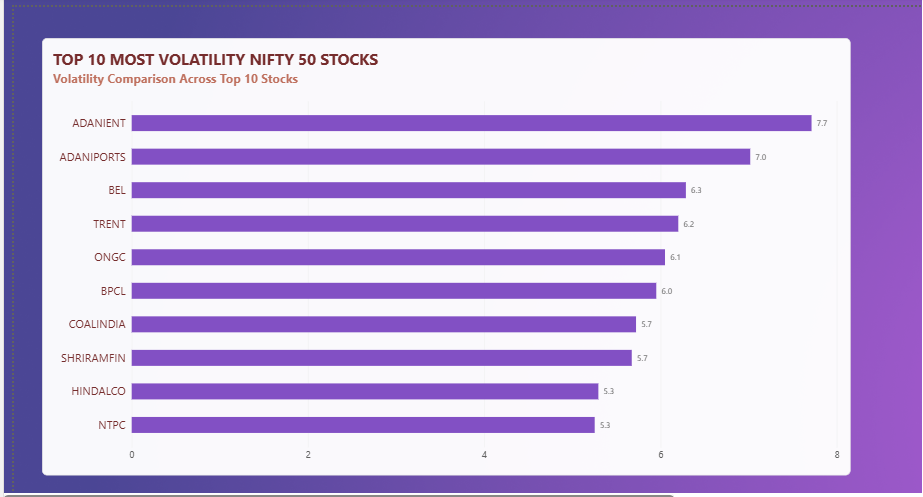 TOP 10 MOST VOLATILITY NIFTY 50 STOCKS
Volatility Comparison Across Top 10 Stocks
ADANIENT 7.7
ADANIPORTS 7.0
BEL 6.3
TRENT 6.2
ONGC 6.1
BPCL 6.0
COALINDIA 5.7
SHRIRAMFIN 5.7
HINDALCO 5.3
NTPC 5.3
0 2 4 6 8